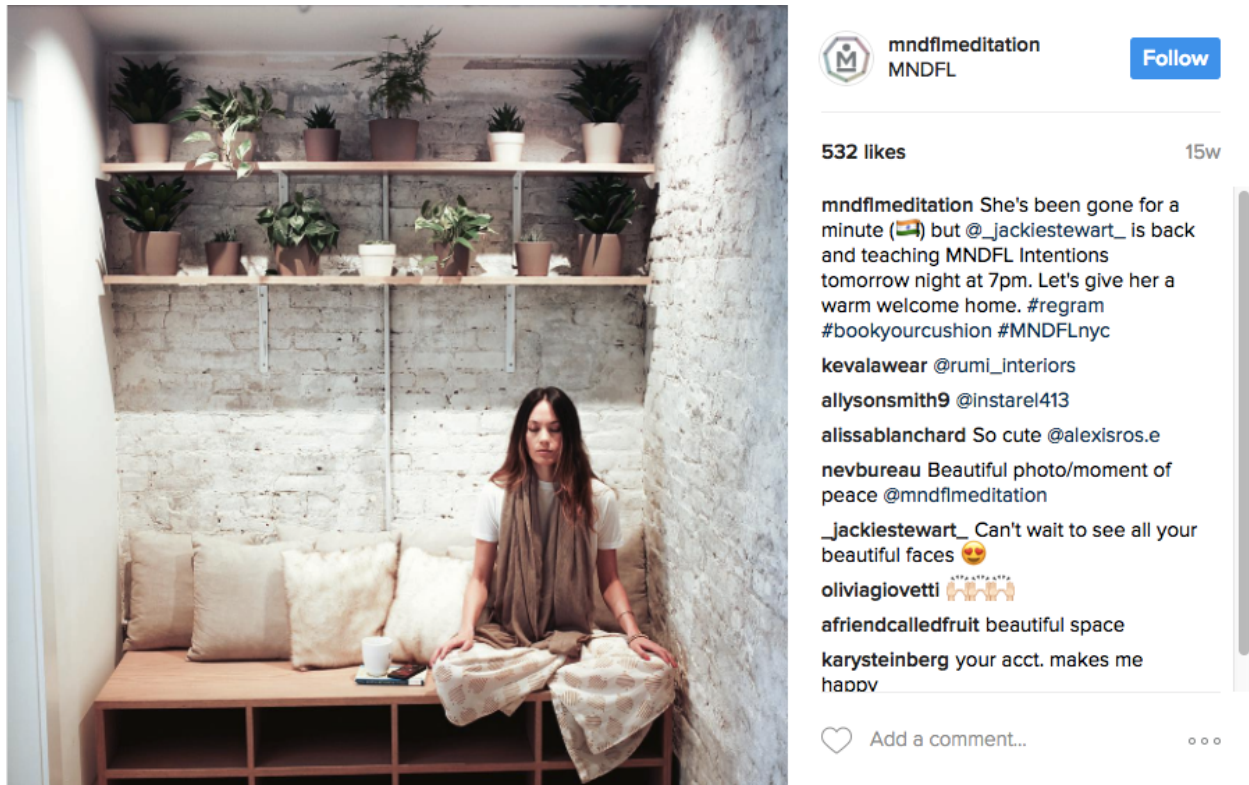 mndflmeditation
MNDFL
Follow
532 likes
15w
mndflmeditation She's been gone for a
minute (🇮🇳) but @_jackiestewart_ is back
and teaching MNDFL Intentions
tomorrow night at 7pm. Let's give her a
warm welcome home. #regram
#bookyourcushion #MNDFLnyc
kevalawear @rumi_interiors
allysonsmith9 @instarel413
alissablanchard So cute @alexisros.e
nevbureau Beautiful photo/moment of
peace @mndflmeditation
_jackiestewart_ Can't wait to see all your
beautiful faces 😍
oliviagiovetti 🙌🏻🙌🏻🙌🏻
afriendcalledfruit beautiful space
karysteinberg your acct. makes me
happy
Add a comment...